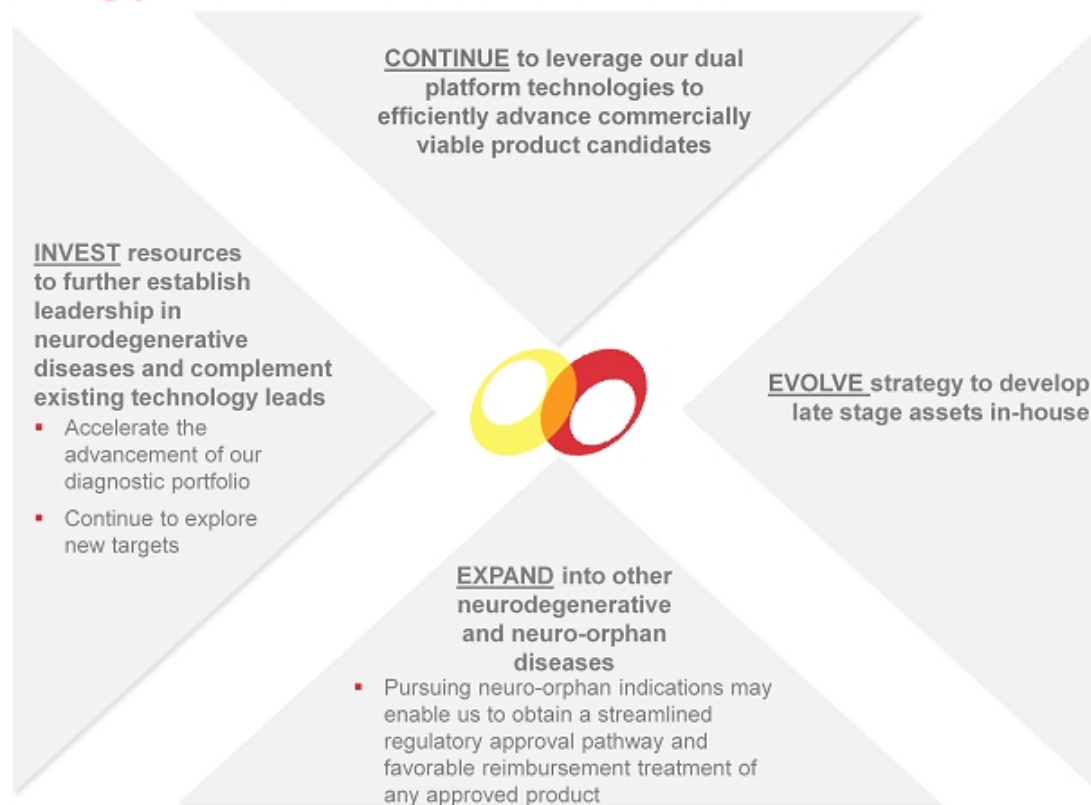 CONTINUE to leverage our dual
platform technologies to
efficiently advance commercially
viable product candidates
INVEST resources
to further establish
leadership in
neurodegenerative
diseases and complement
existing technology leads
▪ Accelerate the
advancement of our
diagnostic portfolio
▪ Continue to explore
new targets
EVOLVE strategy to develop
late stage assets in-house
EXPAND into other
neurodegenerative
and neuro-orphan
diseases
▪ Pursuing neuro-orphan indications may
enable us to obtain a streamlined
regulatory approval pathway and
favorable reimbursement treatment of
any approved product